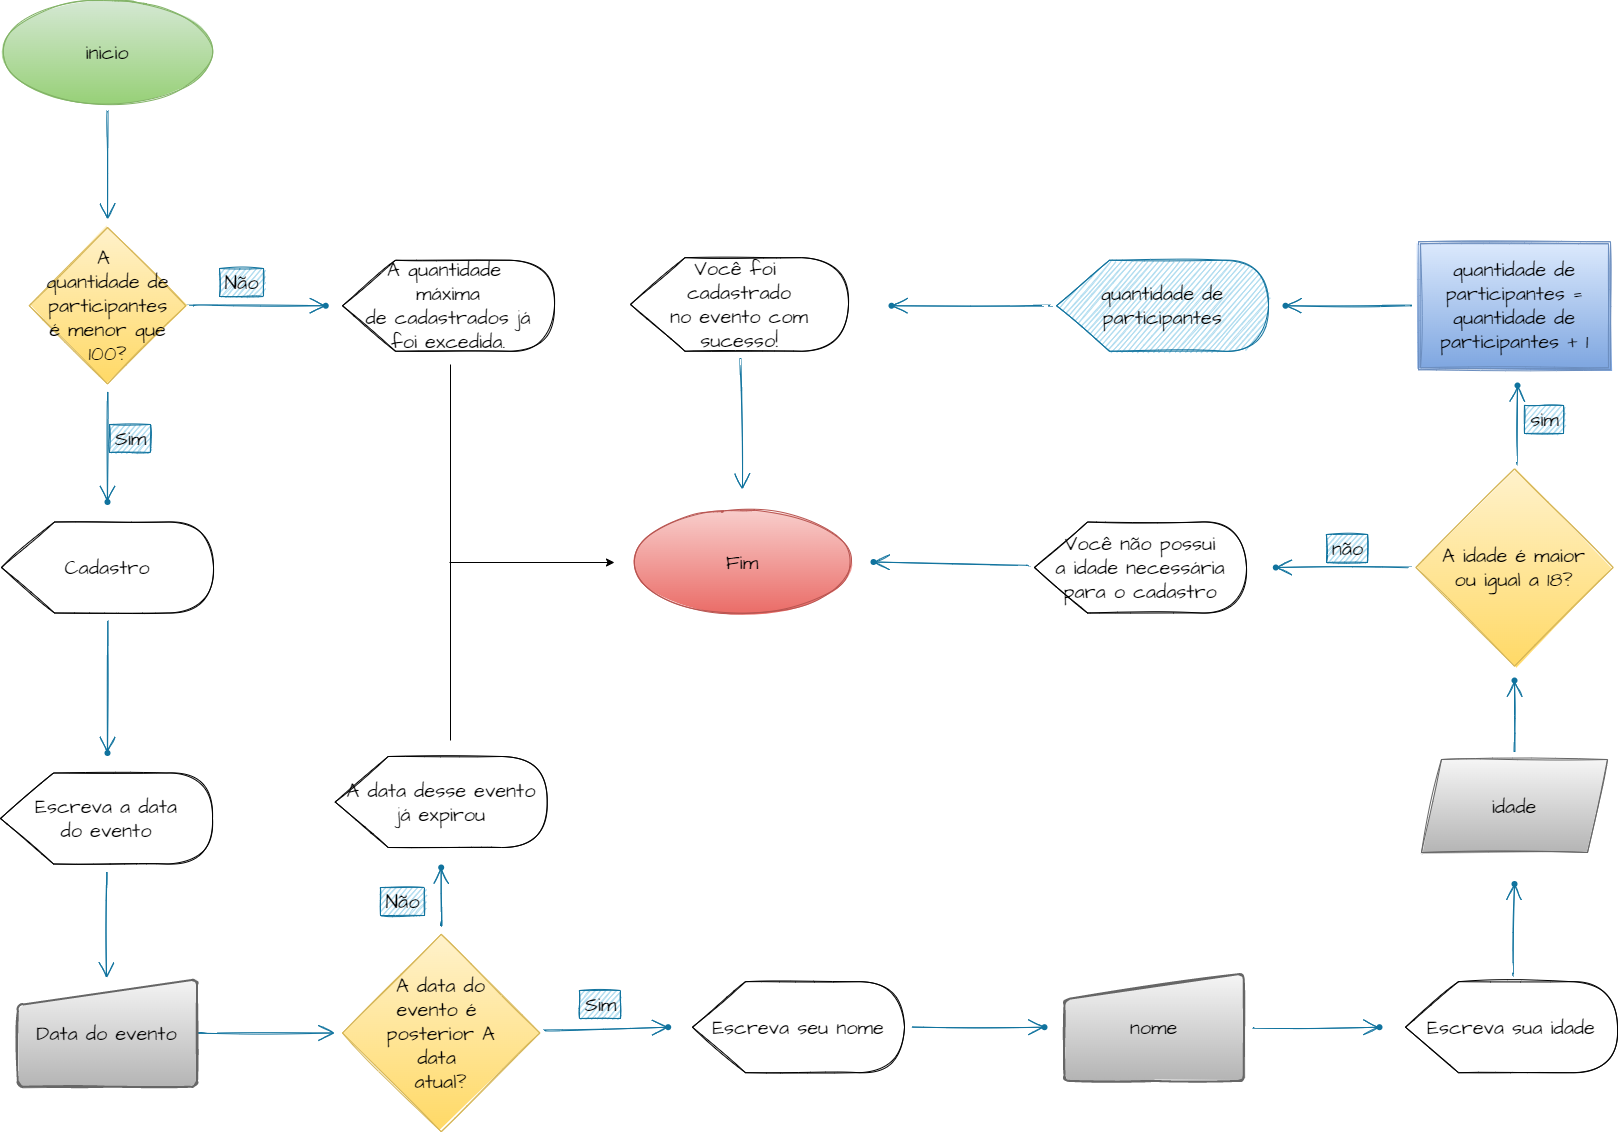 inicio
A
quantidade de
participantes
é menor que
100?
Não
A quantidade
máxima
de cadastrados já
foi excedida.
Você foi
cadastrado
no evento com
sucesso!
quantidade de
participantes
quantidade de
participantes =
quantidade de
participantes + 1
Sim
sim
Cadastro
Fim
Você não possui
a idade necessária
para o cadastro
não
A idade é maior
ou igual a 18?
Escreva a data
do evento
A data desse evento
já expirou
idade
Não
Data do evento
A data do
evento é
posterior A
data
atual?
Sim
Escreva seu nome
nome
Escreva sua idade